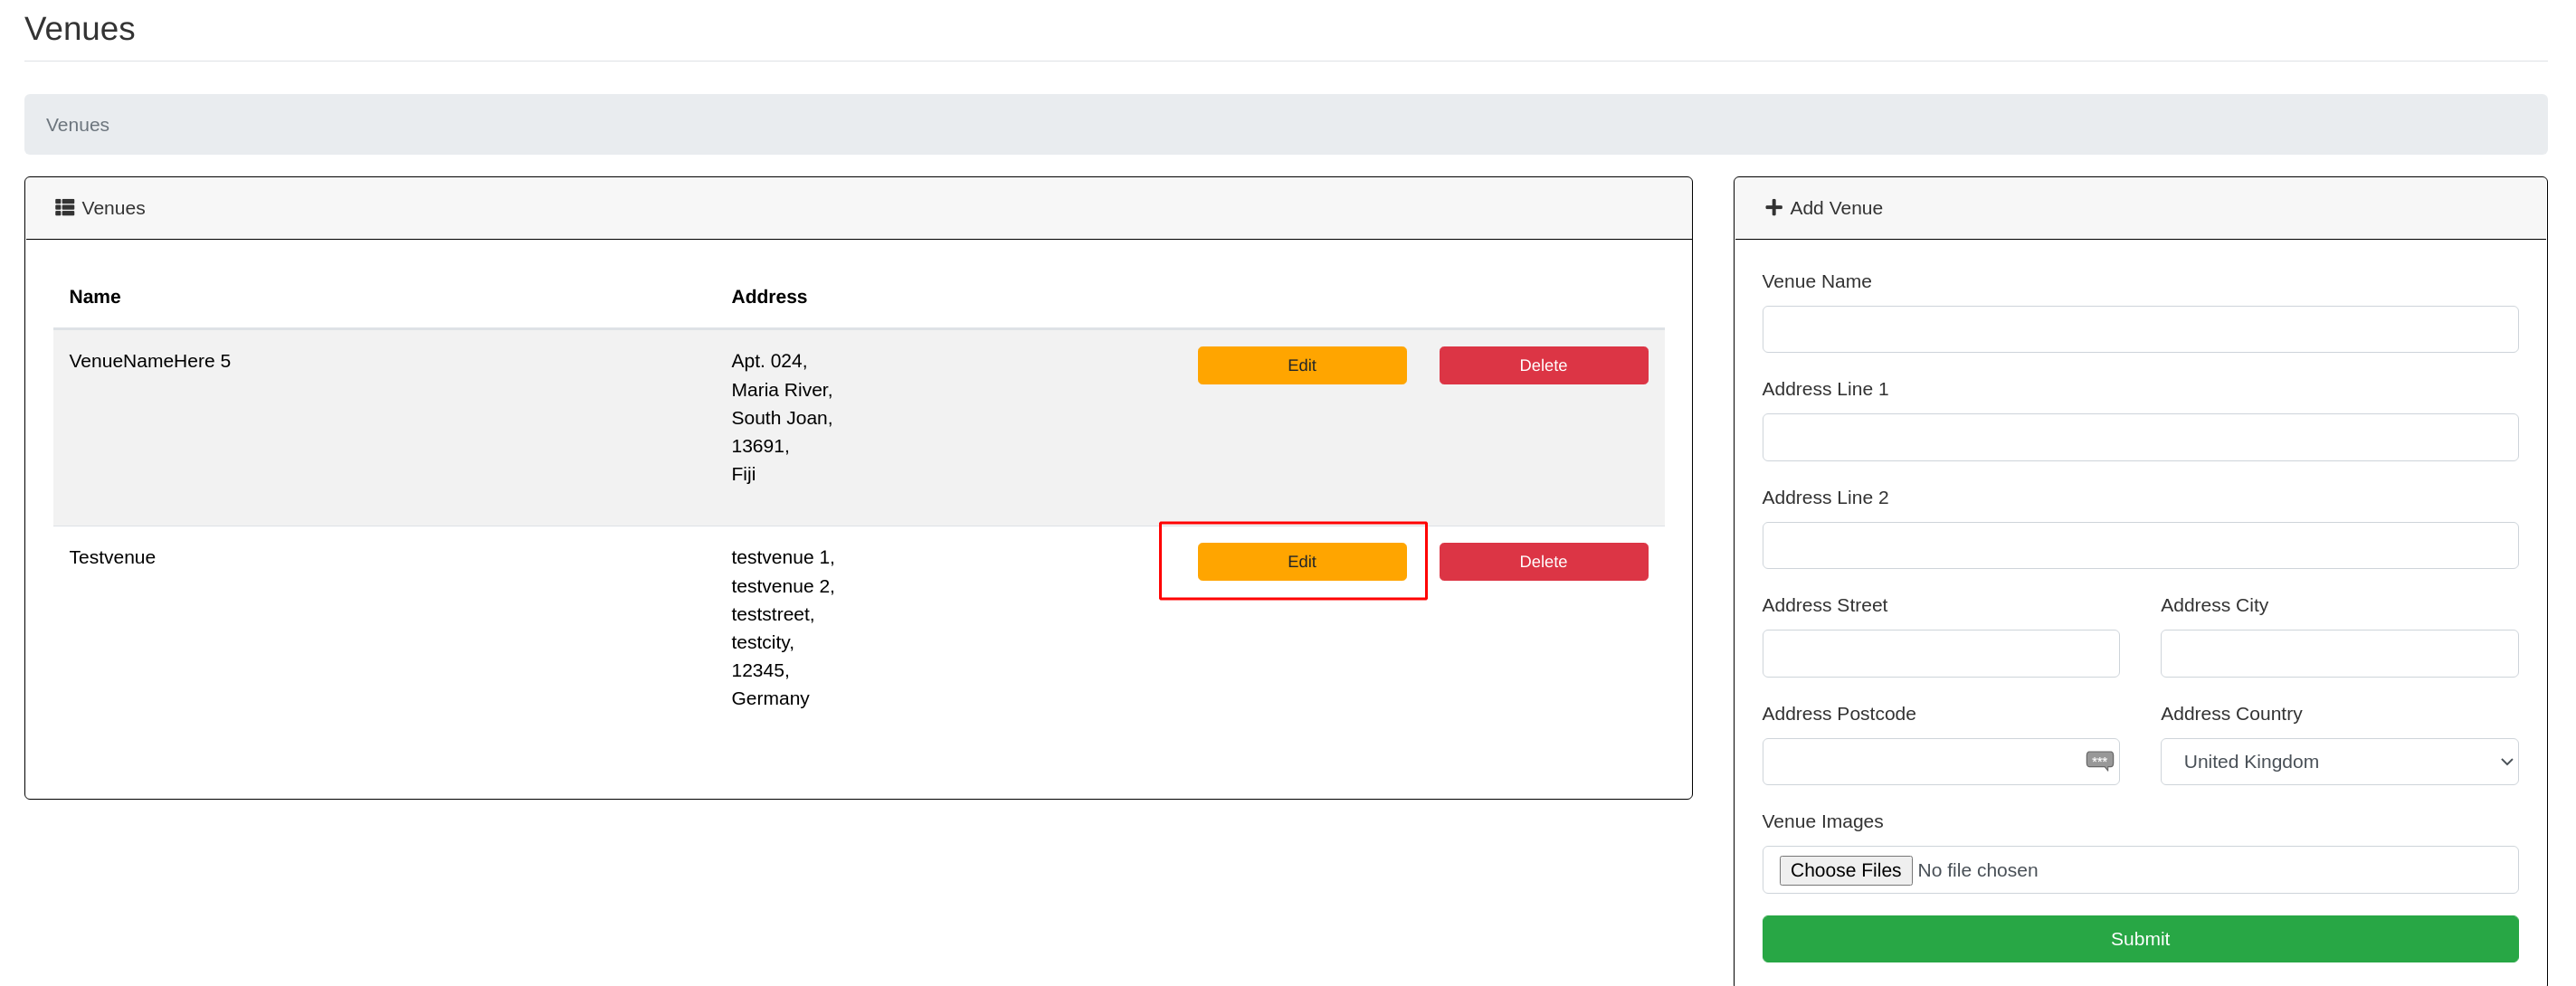 Venues
Venues
Venues
Name Address
VenueNameHere 5 Apt. 024, Edit Delete
Maria River,
South Joan,
13691,
Fiji
Testvenue testvenue 1, Edit Delete
testvenue 2,
teststreet,
testcity,
12345,
Germany
Add Venue
Venue Name
Address Line 1
Address Line 2
Address Street Address City
Address Postcode Address Country
*** United Kingdom
Venue Images
Choose Files No file chosen
Submit